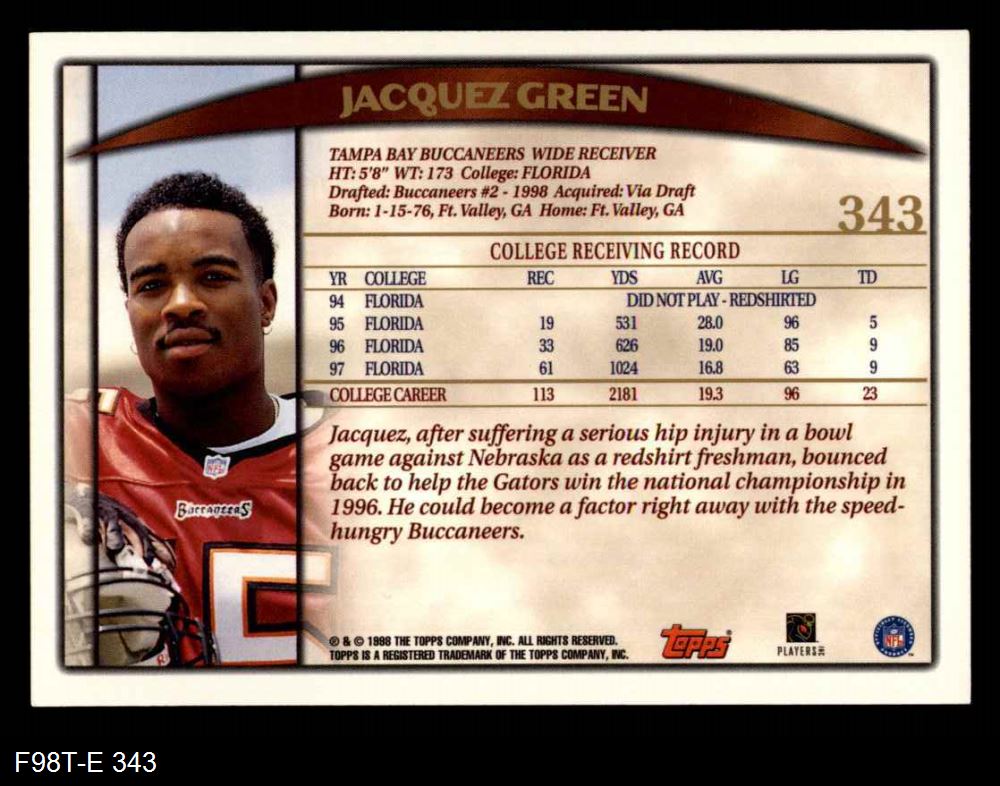 JACQUEZ GREEN
TAMPA BAY BUCCANEERS WIDE RECEIVER
HT: 5'8" WT: 173 College: FLORIDA
Drafted: Buccaneers #2 - 1998 Acquired: Via Draft
Born: 1-15-76, Ft. Valley, GA Home: Ft. Valley, GA
343
COLLEGE RECEIVING RECORD
YR COLLEGE REC YDS AVG LG TD
94 FLORIDA DID NOT PLAY - REDSHIRTED
95 FLORIDA 19 531 28.0 96 5
96 FLORIDA 33 626 19.0 85 9
97 FLORIDA 61 1024 16.8 63 9
COLLEGE CAREER 113 2181 19.3 96 23
Jacquez, after suffering a serious hip injury in a bowl
game against Nebraska as a redshirt freshman, bounced
back to help the Gators win the national championship in
1996. He could become a factor right away with the speed-
hungry Buccaneers.
NFL
BUCCANEERS
5
® & © 1998 THE TOPPS COMPANY, INC. ALL RIGHTS RESERVED.
TOPPS IS A REGISTERED TRADEMARK OF THE TOPPS COMPANY, INC.
topps
PLAYERS
NFL
F98T-E 343